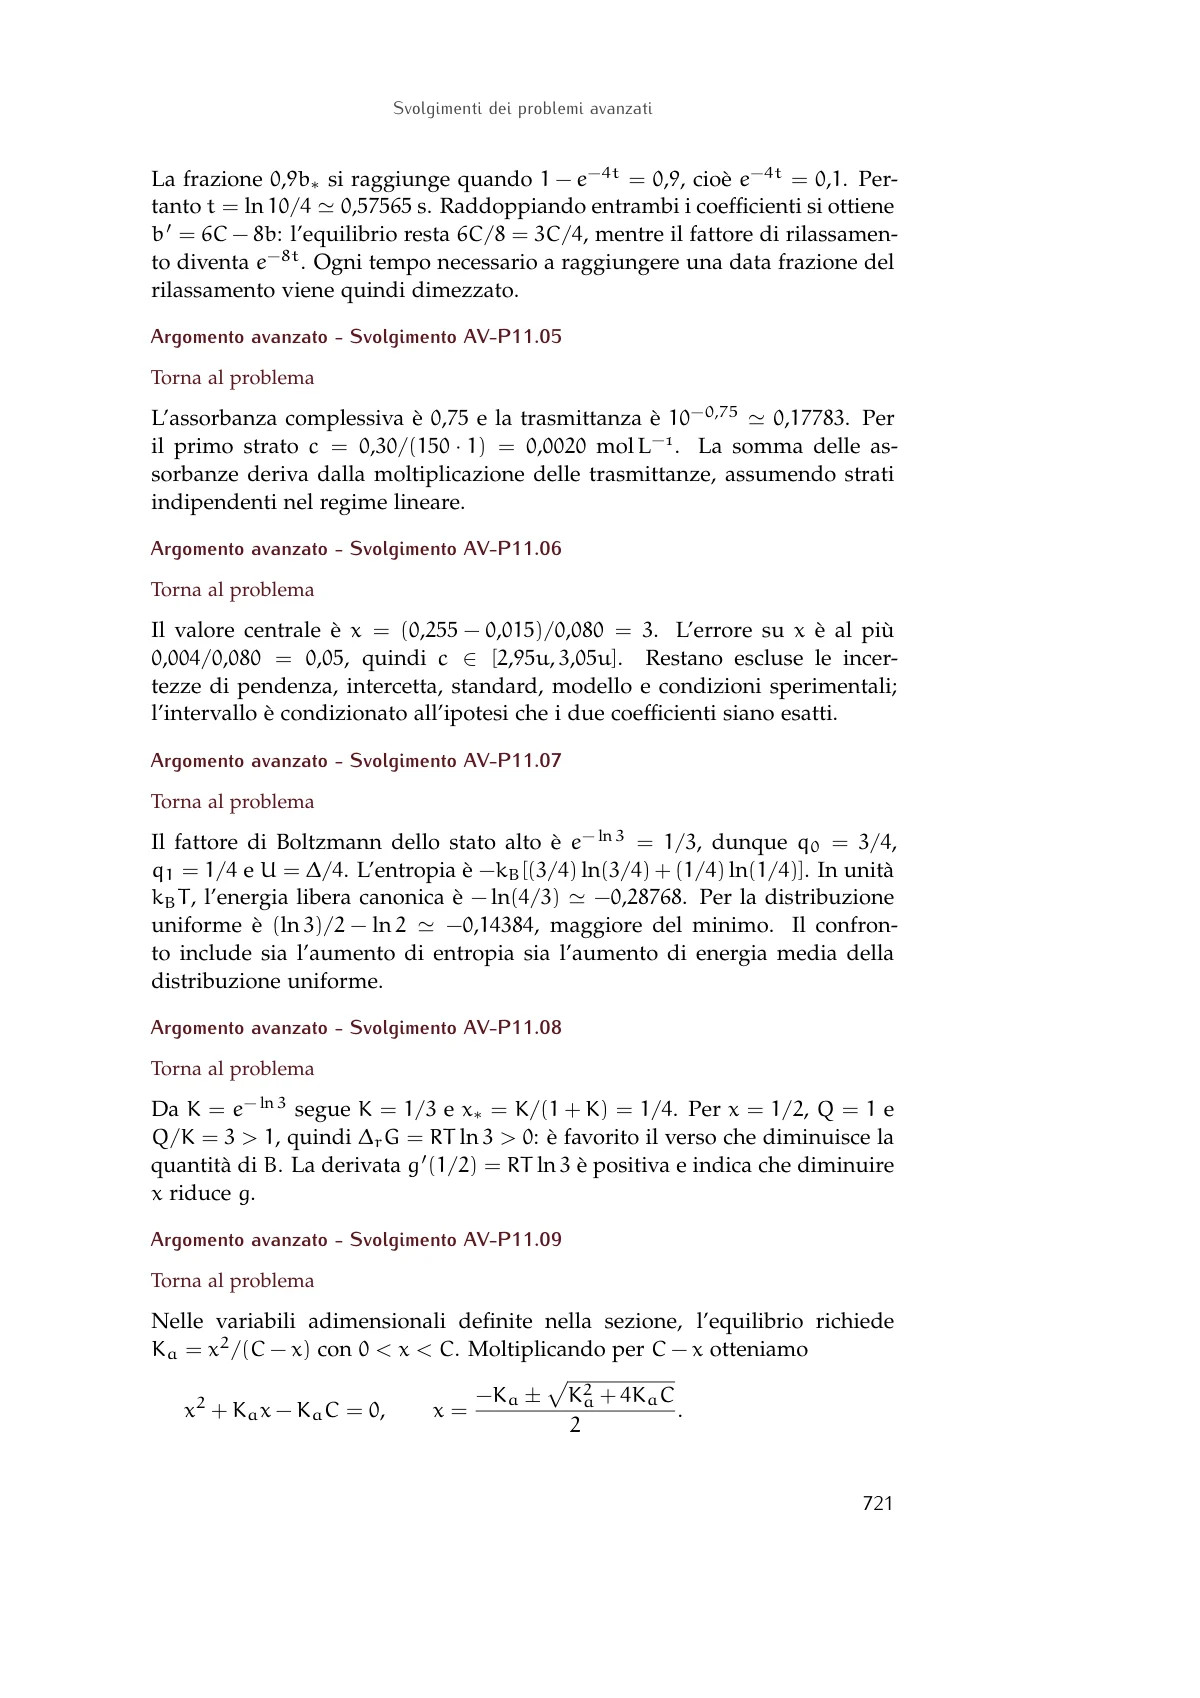 Svolgimenti dei problemi avanzati
La frazione 0,9b∗ si raggiunge quando 1 − e⁻⁴ᵗ = 0,9, cioè e⁻⁴ᵗ = 0,1. Per-
tanto t = ln 10/4 ≃ 0,57565 s. Raddoppiando entrambi i coefficienti si ottiene
b′ = 6C − 8b: l'equilibrio resta 6C/8 = 3C/4, mentre il fattore di rilassamen-
to diventa e⁻⁸ᵗ. Ogni tempo necessario a raggiungere una data frazione del
rilassamento viene quindi dimezzato.
Argomento avanzato - Svolgimento AV-P11.05
Torna al problema
L'assorbanza complessiva è 0,75 e la trasmittanza è 10^{−0,75} ≃ 0,17783. Per
il primo strato c = 0,30/(150 · 1) = 0,0020 mol L⁻¹. La somma delle as-
sorbanze deriva dalla moltiplicazione delle trasmittanze, assumendo strati
indipendenti nel regime lineare.
Argomento avanzato - Svolgimento AV-P11.06
Torna al problema
Il valore centrale è x = (0,255 − 0,015)/0,080 = 3. L'errore su x è al più
0,004/0,080 = 0,05, quindi c ∈ [2,95u, 3,05u]. Restano escluse le incer-
tezze di pendenza, intercetta, standard, modello e condizioni sperimentali;
l'intervallo è condizionato all'ipotesi che i due coefficienti siano esatti.
Argomento avanzato - Svolgimento AV-P11.07
Torna al problema
Il fattore di Boltzmann dello stato alto è e^{− ln 3} = 1/3, dunque q₀ = 3/4,
q₁ = 1/4 e U = Δ/4. L'entropia è −k_B[(3/4) ln(3/4) + (1/4) ln(1/4)]. In unità
k_BT, l'energia libera canonica è − ln(4/3) ≃ −0,28768. Per la distribuzione
uniforme è (ln 3)/2 − ln 2 ≃ −0,14384, maggiore del minimo. Il confron-
to include sia l'aumento di entropia sia l'aumento di energia media della
distribuzione uniforme.
Argomento avanzato - Svolgimento AV-P11.08
Torna al problema
Da K = e^{− ln 3} segue K = 1/3 e x∗ = K/(1 + K) = 1/4. Per x = 1/2, Q = 1 e
Q/K = 3 > 1, quindi Δ_rG = RT ln 3 > 0: è favorito il verso che diminuisce la
quantità di B. La derivata g′(1/2) = RT ln 3 è positiva e indica che diminuire
x riduce g.
Argomento avanzato - Svolgimento AV-P11.09
Torna al problema
Nelle variabili adimensionali definite nella sezione, l'equilibrio richiede
K_a = x²/(C − x) con 0 < x < C. Moltiplicando per C − x otteniamo
x² + K_a x − K_a C = 0, x = \frac{−K_a ± \sqrt{K_a² + 4K_a C}}{2}.
721